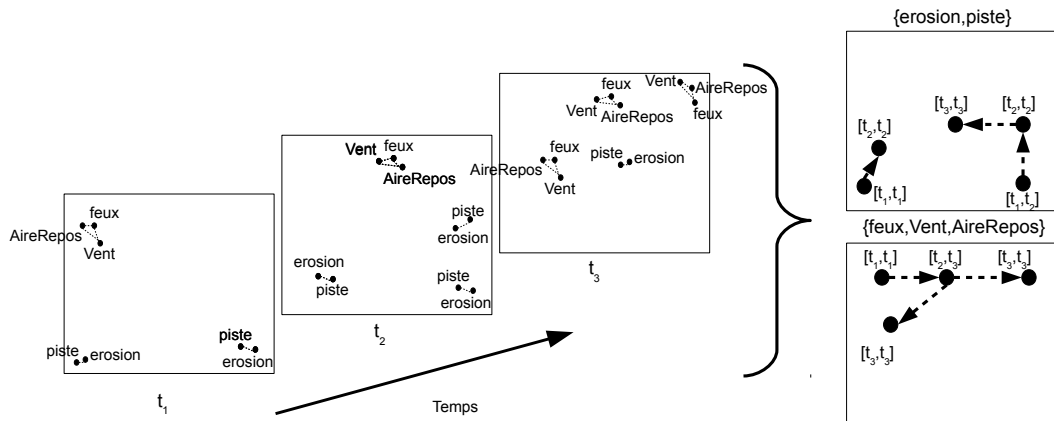 {erosion,piste}
feux
Vent
AireRepos
feux
Vent
AireRepos
feux
AireRepos
Vent
piste
erosion
t3
Vent
feux
AireRepos
piste
erosion
erosion
piste
piste
erosion
t2
feux
AireRepos
Vent
piste
erosion
piste
erosion
t1
Temps
[t3,t3]
[t2,t2]
[t2,t2]
[t1,t1]
[t1,t2]
{feux,Vent,AireRepos}
[t1,t1]
[t2,t3]
[t3,t3]
[t3,t3]